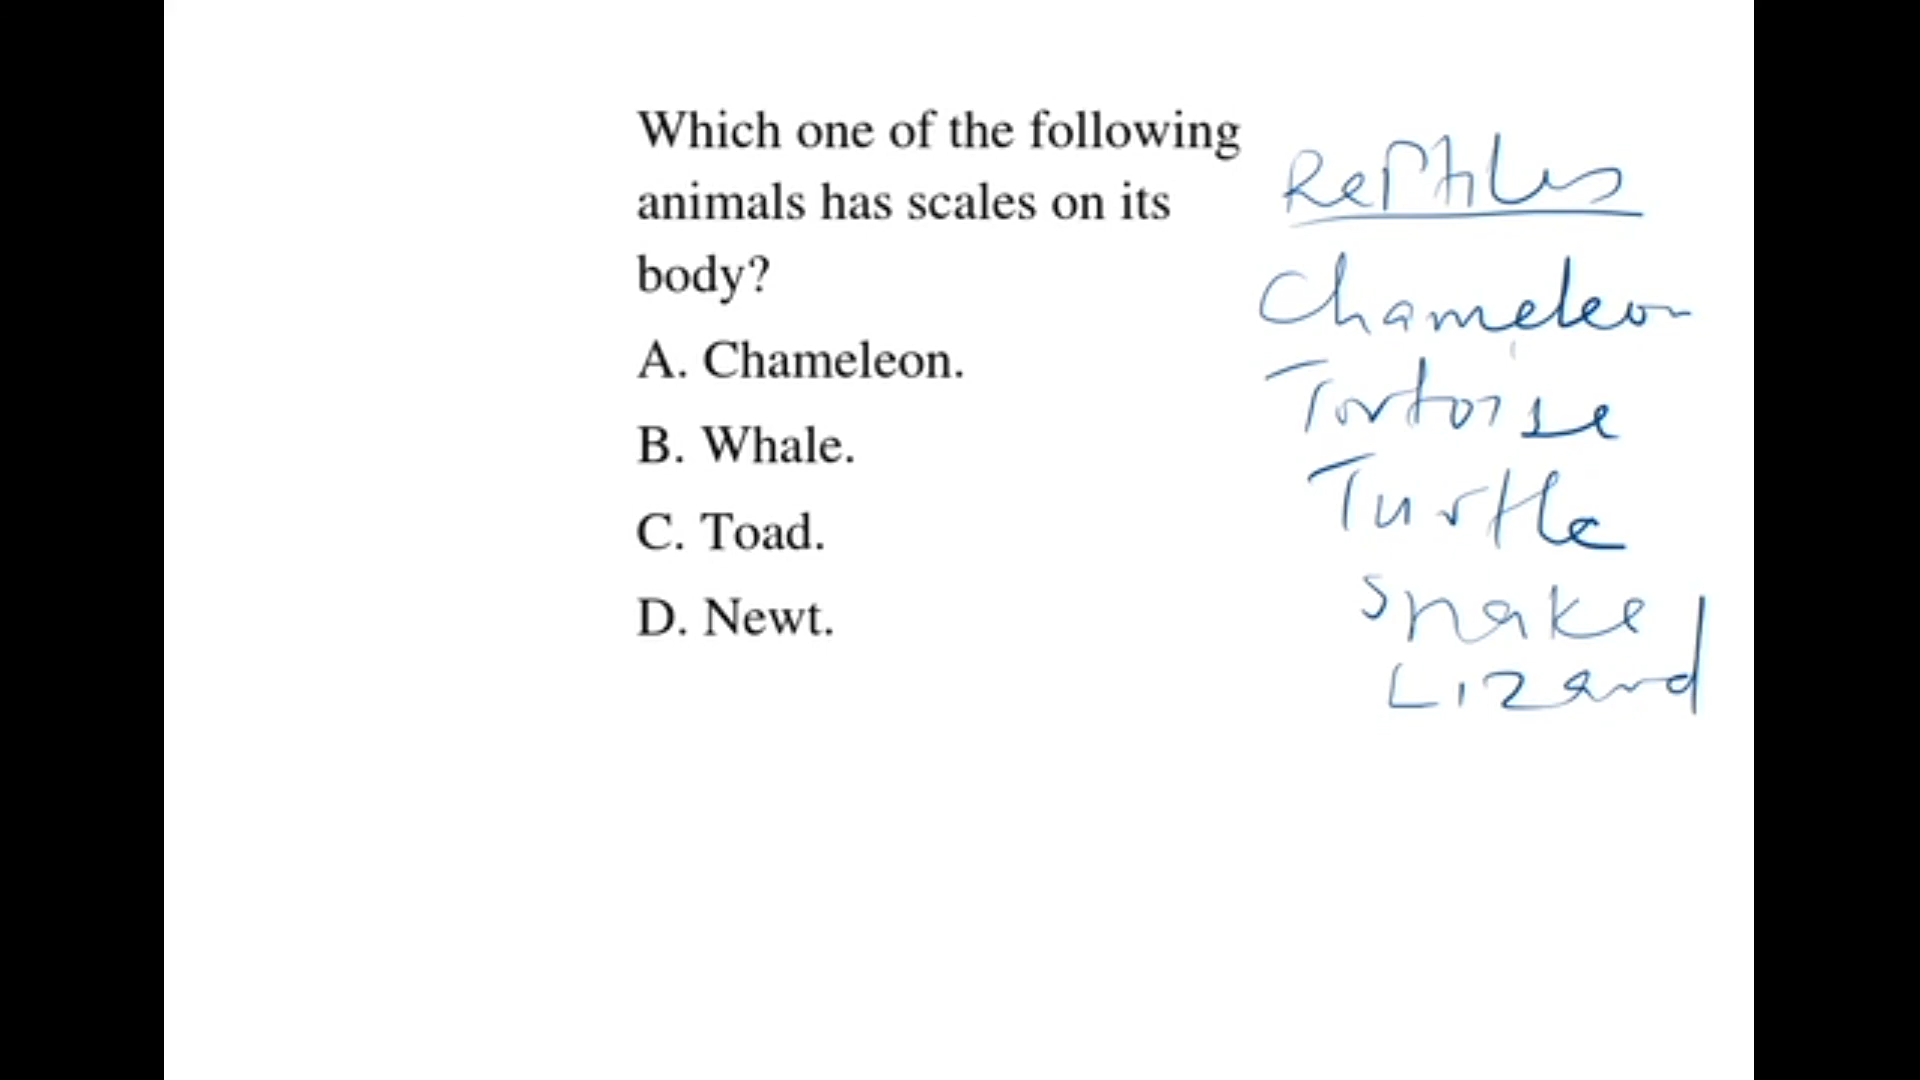 Which one of the following
animals has scales on its
body?
A. Chameleon.
B. Whale.
C. Toad.
D. Newt.
Reptiles
Chameleon
Tortoise
Turtle
Snake
Lizard